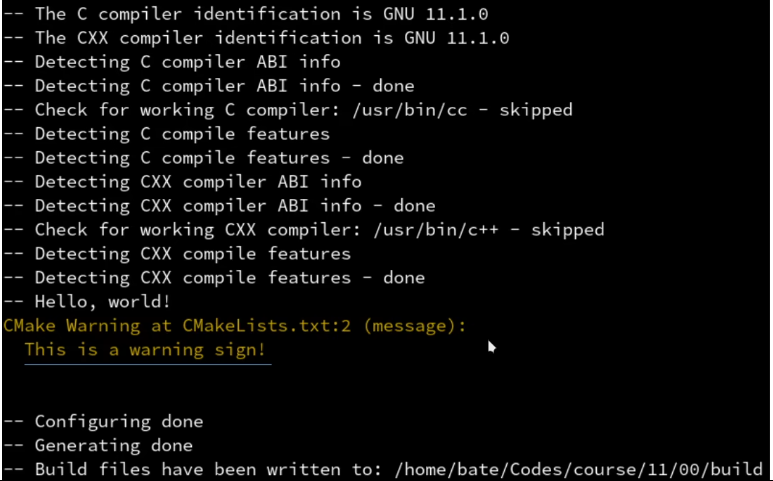 -- The C compiler identification is GNU 11.1.0
-- The CXX compiler identification is GNU 11.1.0
-- Detecting C compiler ABI info
-- Detecting C compiler ABI info - done
-- Check for working C compiler: /usr/bin/cc - skipped
-- Detecting C compile features
-- Detecting C compile features - done
-- Detecting CXX compiler ABI info
-- Detecting CXX compiler ABI info - done
-- Check for working CXX compiler: /usr/bin/c++ - skipped
-- Detecting CXX compile features
-- Detecting CXX compile features - done
-- Hello, world!
CMake Warning at CMakeLists.txt:2 (message):
  This is a warning sign!
-- Configuring done
-- Generating done
-- Build files have been written to: /home/bate/Codes/course/11/00/build